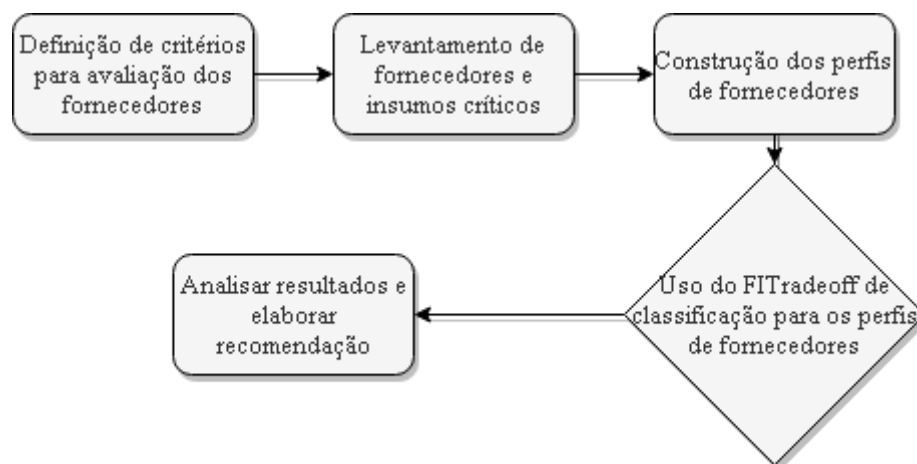 Definição de critérios
para avaliação dos
fornecedores
Levantamento de
fornecedores e
insumos críticos
Construção dos perfis
de fornecedores
Uso do FITradeoff de
classificação para os perfis
de fornecedores
Analisar resultados e
elaborar
recomendação